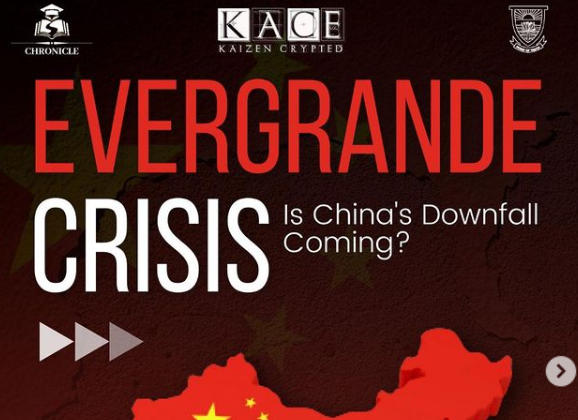 CHRONICLE
KACE
KAIZEN CRYPTED
EVERGRANDE
CRISIS
Is China's Downfall
Coming?